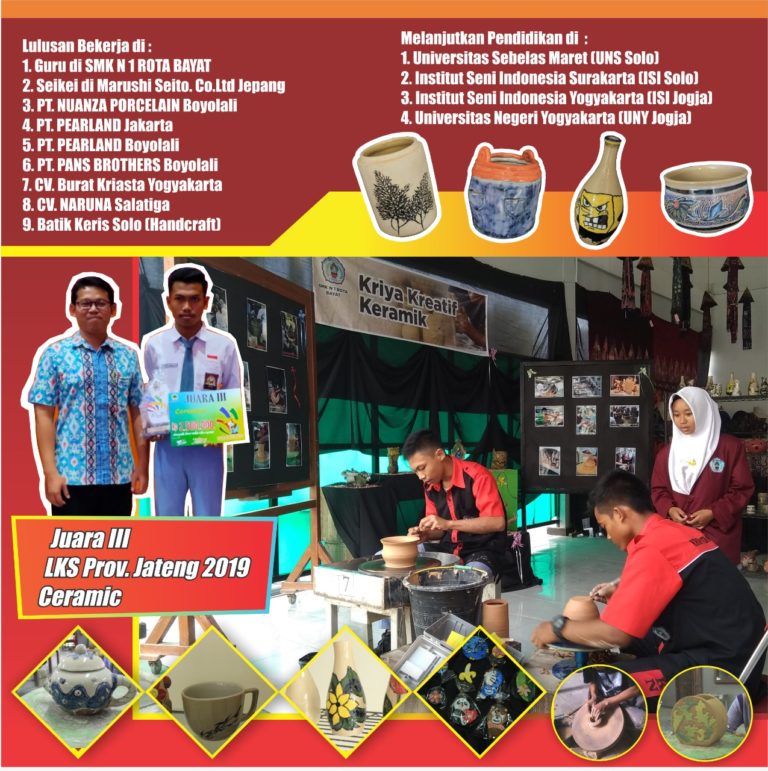 Lulusan Bekerja di :
1. Guru di SMK N 1 ROTA BAYAT
2. Seikei di Marushi Seito. Co.Ltd Jepang
3. PT. NUANZA PORCELAIN Boyolali
4. PT. PEARLAND Jakarta
5. PT. PEARLAND Boyolali
6. PT. PANS BROTHERS Boyolali
7. CV. Burat Kriasta Yogyakarta
8. CV. NARUNA Salatiga
9. Batik Keris Solo (Handcraft)
Melanjutkan Pendidikan di :
1. Universitas Sebelas Maret (UNS Solo)
2. Institut Seni Indonesia Surakarta (ISI Solo)
3. Institut Seni Indonesia Yogyakarta (ISI Jogja)
4. Universitas Negeri Yogyakarta (UNY Jogja)
SMK N 1 ROTA
BAYAT
Kriya Kreatif
Keramik
JUARA III
Juara III
LKS Prov. Jateng 2019
Ceramic